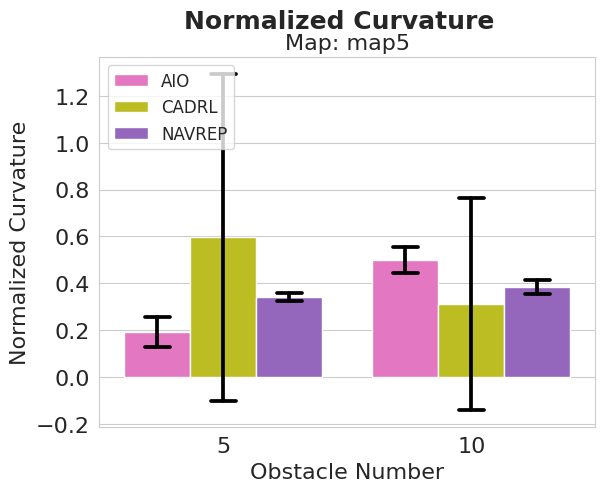 Normalized Curvature
Map: map5
AIO
CADRL
NAVREP
Normalized Curvature
1.2
1.0
0.8
0.6
0.4
0.2
0.0
−0.2
5
10
Obstacle Number